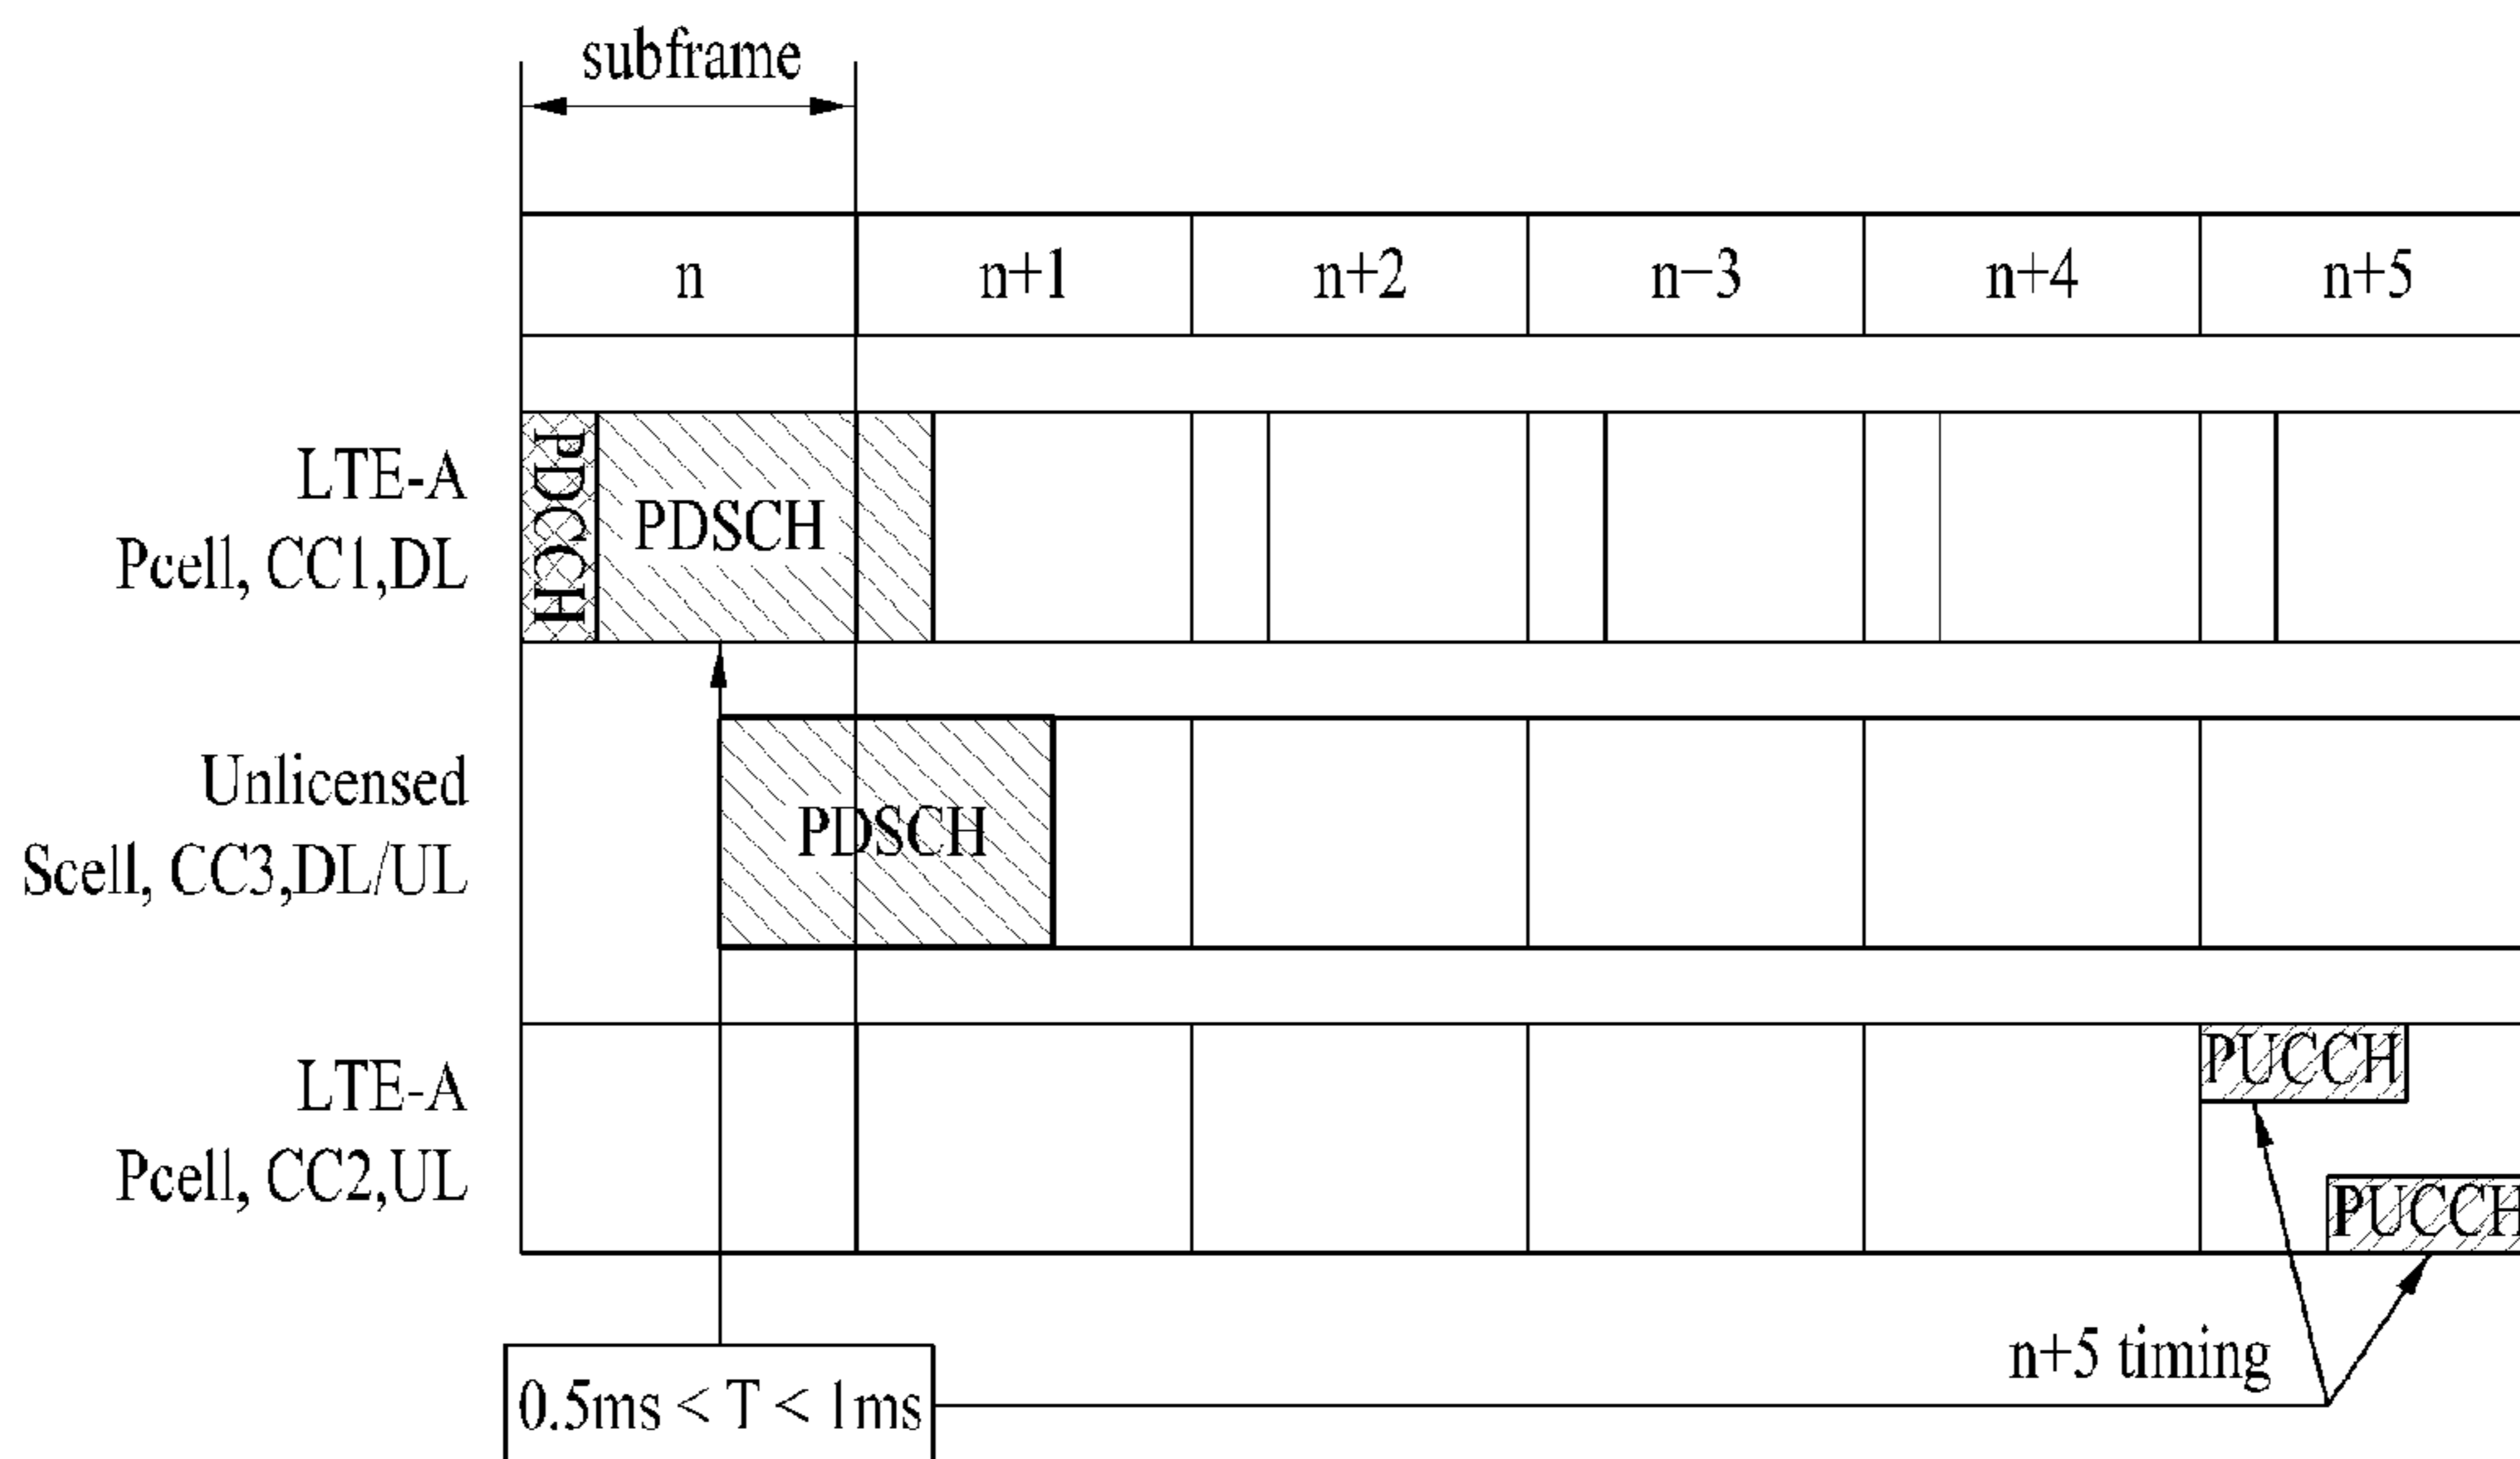 subframe
n n+1 n+2 n−3 n+4 n+5
LTE-A
Pcell, CC1,DL
PDCCH
PDSCH
Unlicensed
Scell, CC3,DL/UL
PDSCH
LTE-A
Pcell, CC2,UL
PUCCH
PUCCH
n+5 timing
0.5ms < T < 1ms